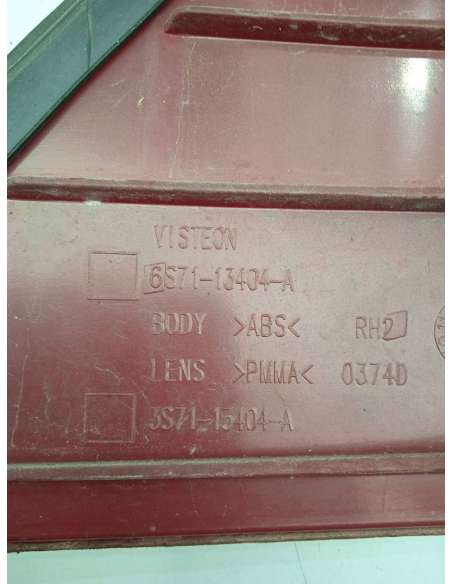 VISTEON
6S71-13404-A
BODY >ABS< RH2
LENS >PMMA< 0374D
3S71-13404-A